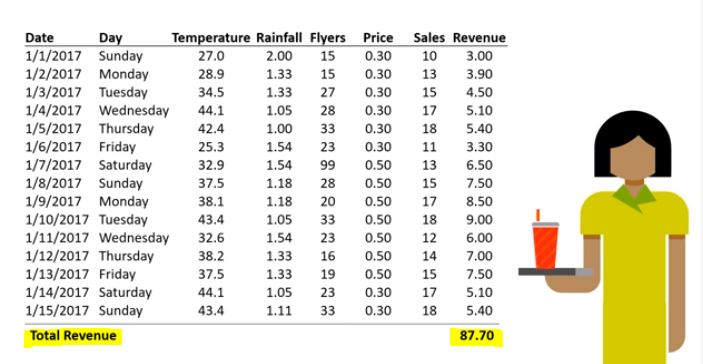 Date Day Temperature Rainfall Flyers Price Sales Revenue
1/1/2017 Sunday 27.0 2.00 15 0.30 10 3.00
1/2/2017 Monday 28.9 1.33 15 0.30 13 3.90
1/3/2017 Tuesday 34.5 1.33 27 0.30 15 4.50
1/4/2017 Wednesday 44.1 1.05 28 0.30 17 5.10
1/5/2017 Thursday 42.4 1.00 33 0.30 18 5.40
1/6/2017 Friday 25.3 1.54 23 0.30 11 3.30
1/7/2017 Saturday 32.9 1.54 99 0.50 13 6.50
1/8/2017 Sunday 37.5 1.18 28 0.50 15 7.50
1/9/2017 Monday 38.1 1.18 20 0.50 17 8.50
1/10/2017 Tuesday 43.4 1.05 33 0.50 18 9.00
1/11/2017 Wednesday 32.6 1.54 23 0.50 12 6.00
1/12/2017 Thursday 38.2 1.33 16 0.50 14 7.00
1/13/2017 Friday 37.5 1.33 19 0.50 15 7.50
1/14/2017 Saturday 44.1 1.05 23 0.30 17 5.10
1/15/2017 Sunday 43.4 1.11 33 0.30 18 5.40
Total Revenue 87.70